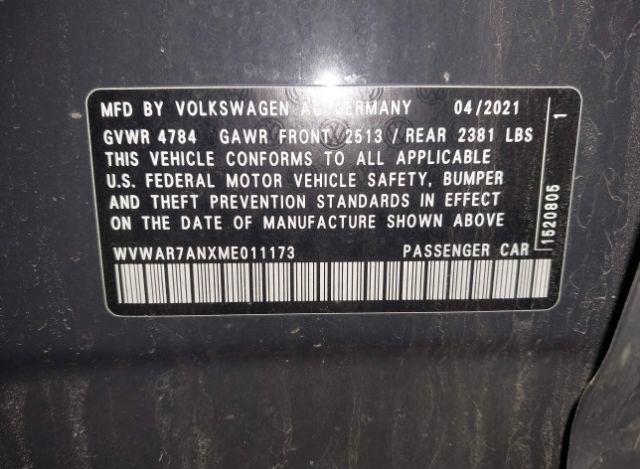 MFD BY VOLKSWAGEN AG GERMANY 04/2021
GVWR 4784 GAWR FRONT 2513 / REAR 2381 LBS
THIS VEHICLE CONFORMS TO ALL APPLICABLE
U.S. FEDERAL MOTOR VEHICLE SAFETY, BUMPER
AND THEFT PREVENTION STANDARDS IN EFFECT
ON THE DATE OF MANUFACTURE SHOWN ABOVE
WVWAR7ANXME011173 PASSENGER CAR
1520805 1